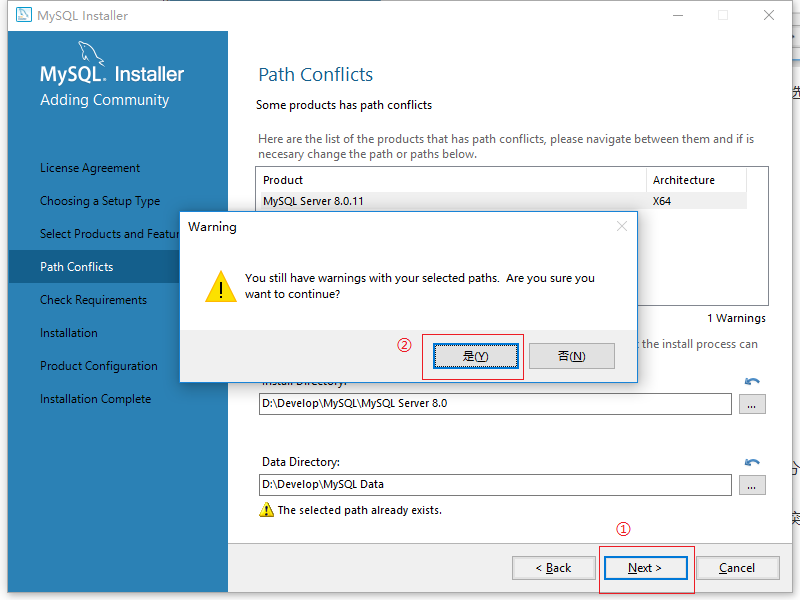 MySQL Installer
MySQL. Installer
Adding Community
License Agreement
Choosing a Setup Type
Select Products and Featur
Path Conflicts
Check Requirements
Installation
Product Configuration
Installation Complete
Path Conflicts
Some products has path conflicts
Here are the list of the products that has path conflicts, please navigate between them and if is
necesary change the path or paths below.
Product Architecture
MySQL Server 8.0.11 X64
Warning
You still have warnings with your selected paths. Are you sure you
want to continue?
② 是(Y) 否(N)
1 Warnings
the install process can
Install Directory:
D:\Develop\MySQL\MySQL Server 8.0
...
Data Directory:
D:\Develop\MySQL Data
...
The selected path already exists.
①
< Back Next > Cancel